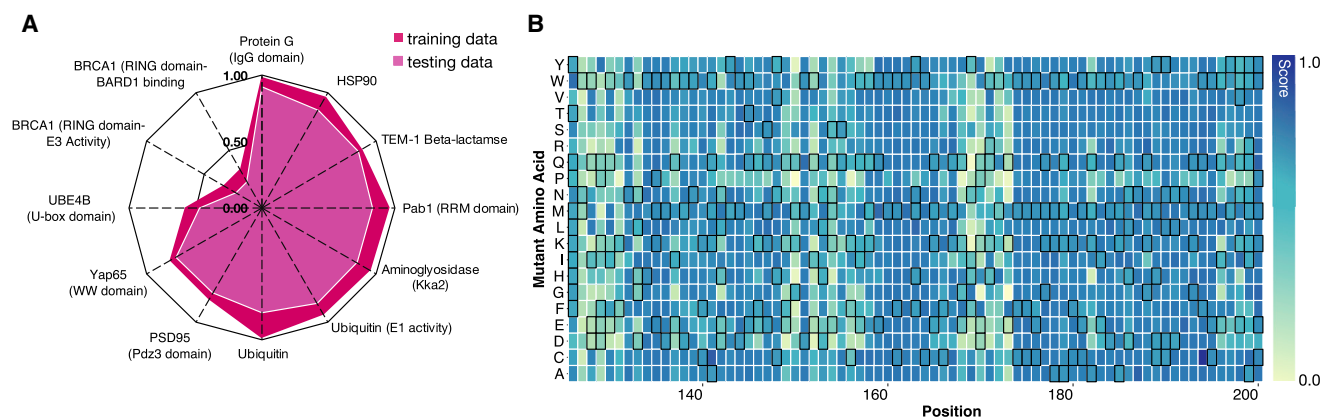 A
Protein G
(IgG domain)
training data
testing data
BRCA1 (RING domain-
BARD1 binding
1.00
HSP90
BRCA1 (RING domain-
E3 Activity)
0.50
TEM-1 Beta-lactamse
UBE4B
(U-box domain)
0.00
Pab1 (RRM domain)
Yap65
(WW domain)
Aminoglyosidase
(Kka2)
PSD95
(Pdz3 domain)
Ubiquitin
Ubiquitin (E1 activity)
B
Mutant Amino Acid
Y
W
V
T
S
R
Q
P
N
M
L
K
I
H
G
F
E
D
C
A
140
160
180
200
Position
Score
1.0
0.0